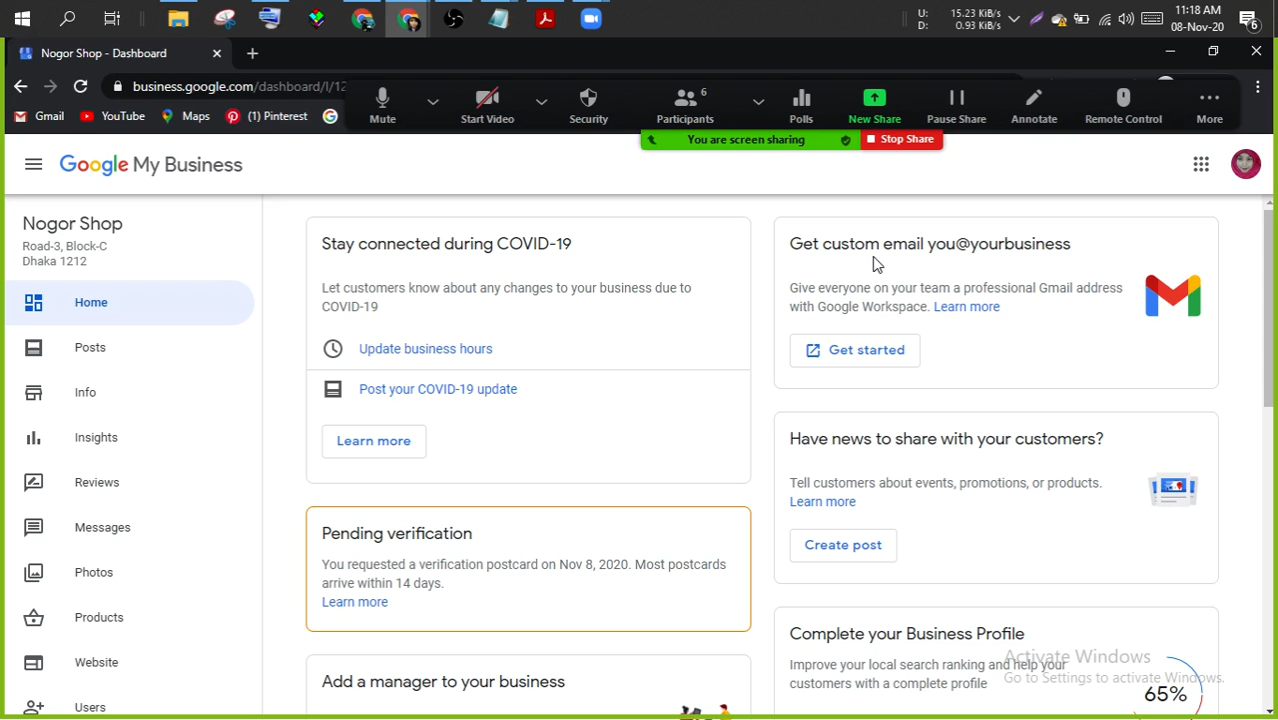 U: 15.23 KiB/s
D: 0.93 KiB/s
11:18 AM
08-Nov-20
6
Nogor Shop - Dashboard
business.google.com/dashboard/l/12
Gmail
YouTube
Maps
(1) Pinterest
Mute
Start Video
Security
Participants
6
Polls
New Share
Pause Share
Annotate
Remote Control
More
You are screen sharing
Stop Share
Google My Business
Nogor Shop
Road-3, Block-C
Dhaka 1212
Home
Posts
Info
Insights
Reviews
Messages
Photos
Products
Website
Users
Stay connected during COVID-19
Let customers know about any changes to your business due to
COVID-19
Update business hours
Post your COVID-19 update
Learn more
Pending verification
You requested a verification postcard on Nov 8, 2020. Most postcards
arrive within 14 days.
Learn more
Add a manager to your business
Get custom email you@yourbusiness
Give everyone on your team a professional Gmail address
with Google Workspace. Learn more
Get started
Have news to share with your customers?
Tell customers about events, promotions, or products.
Learn more
Create post
Complete your Business Profile
Improve your local search ranking and help your
customers with a complete profile
65%
Activate Windows
Go to Settings to activate Windows.